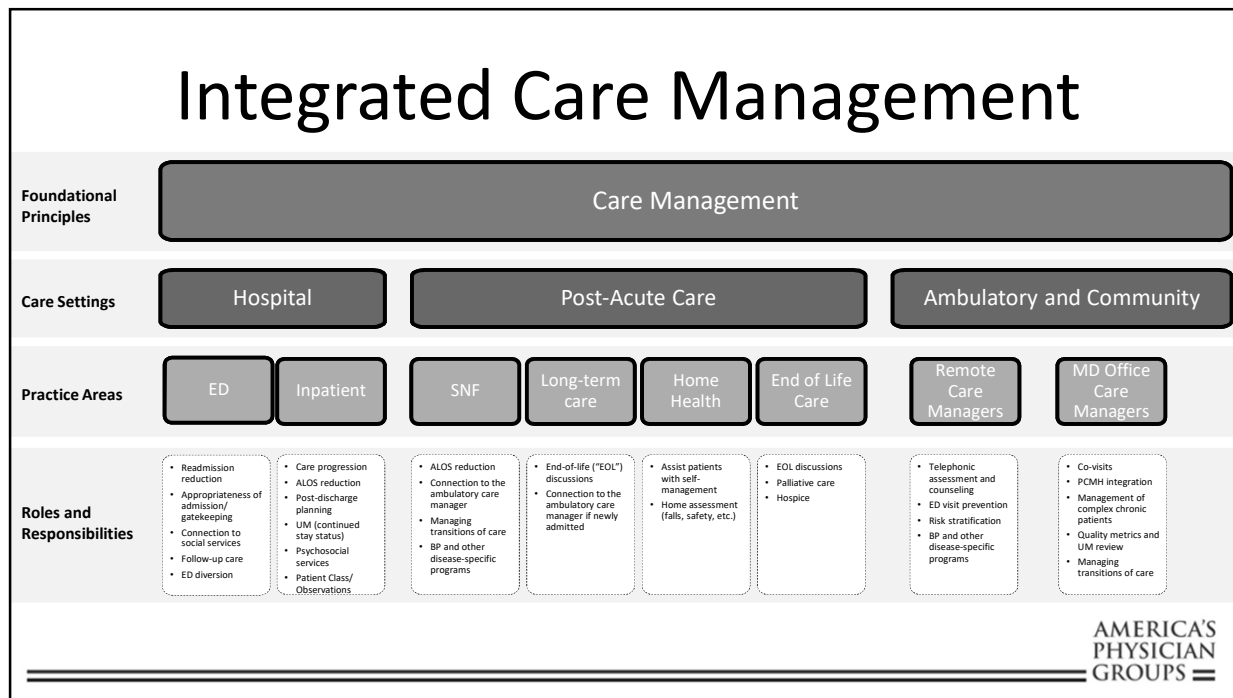 Integrated Care Management
Foundational
Principles
Care Management
Care Settings
Hospital
Post-Acute Care
Ambulatory and Community
Practice Areas
ED
Inpatient
SNF
Long-term
care
Home
Health
End of Life
Care
Remote
Care
Managers
MD Office
Care
Managers
Roles and
Responsibilities
• Readmission
reduction
• Appropriateness of
admission/
gatekeeping
• Connection to
social services
• Follow-up care
• ED diversion
• Care progression
• ALOS reduction
• Post-discharge
planning
• UM (continued
stay status)
• Psychosocial
services
• Patient Class/
Observations
• ALOS reduction
• Connection to the
ambulatory care
manager
• Managing
transitions of care
• BP and other
disease-specific
programs
• End-of-life ("EOL")
discussions
• Connection to the
ambulatory care
manager if newly
admitted
• Assist patients
with self-
management
• Home assessment
(falls, safety, etc.)
• EOL discussions
• Palliative care
• Hospice
• Telephonic
assessment and
counseling
• ED visit prevention
• Risk stratification
• BP and other
disease-specific
programs
• Co-visits
• PCMH integration
• Management of
complex chronic
patients
• Quality metrics and
UM review
• Managing
transitions of care
AMERICA'S
PHYSICIAN
GROUPS